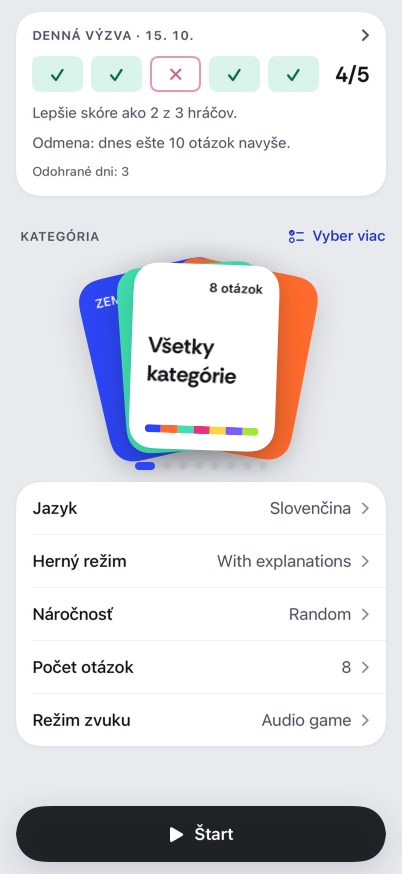 DENNÁ VÝZVA · 15. 10.
4/5
Lepšie skóre ako 2 z 3 hráčov.
Odmena: dnes ešte 10 otázok navyše.
Odohrané dni: 3
KATEGÓRIA
Vyber viac
8 otázok
Všetky
kategórie
Jazyk Slovenčina
Herný režim With explanations
Náročnosť Random
Počet otázok 8
Režim zvuku Audio game
Štart